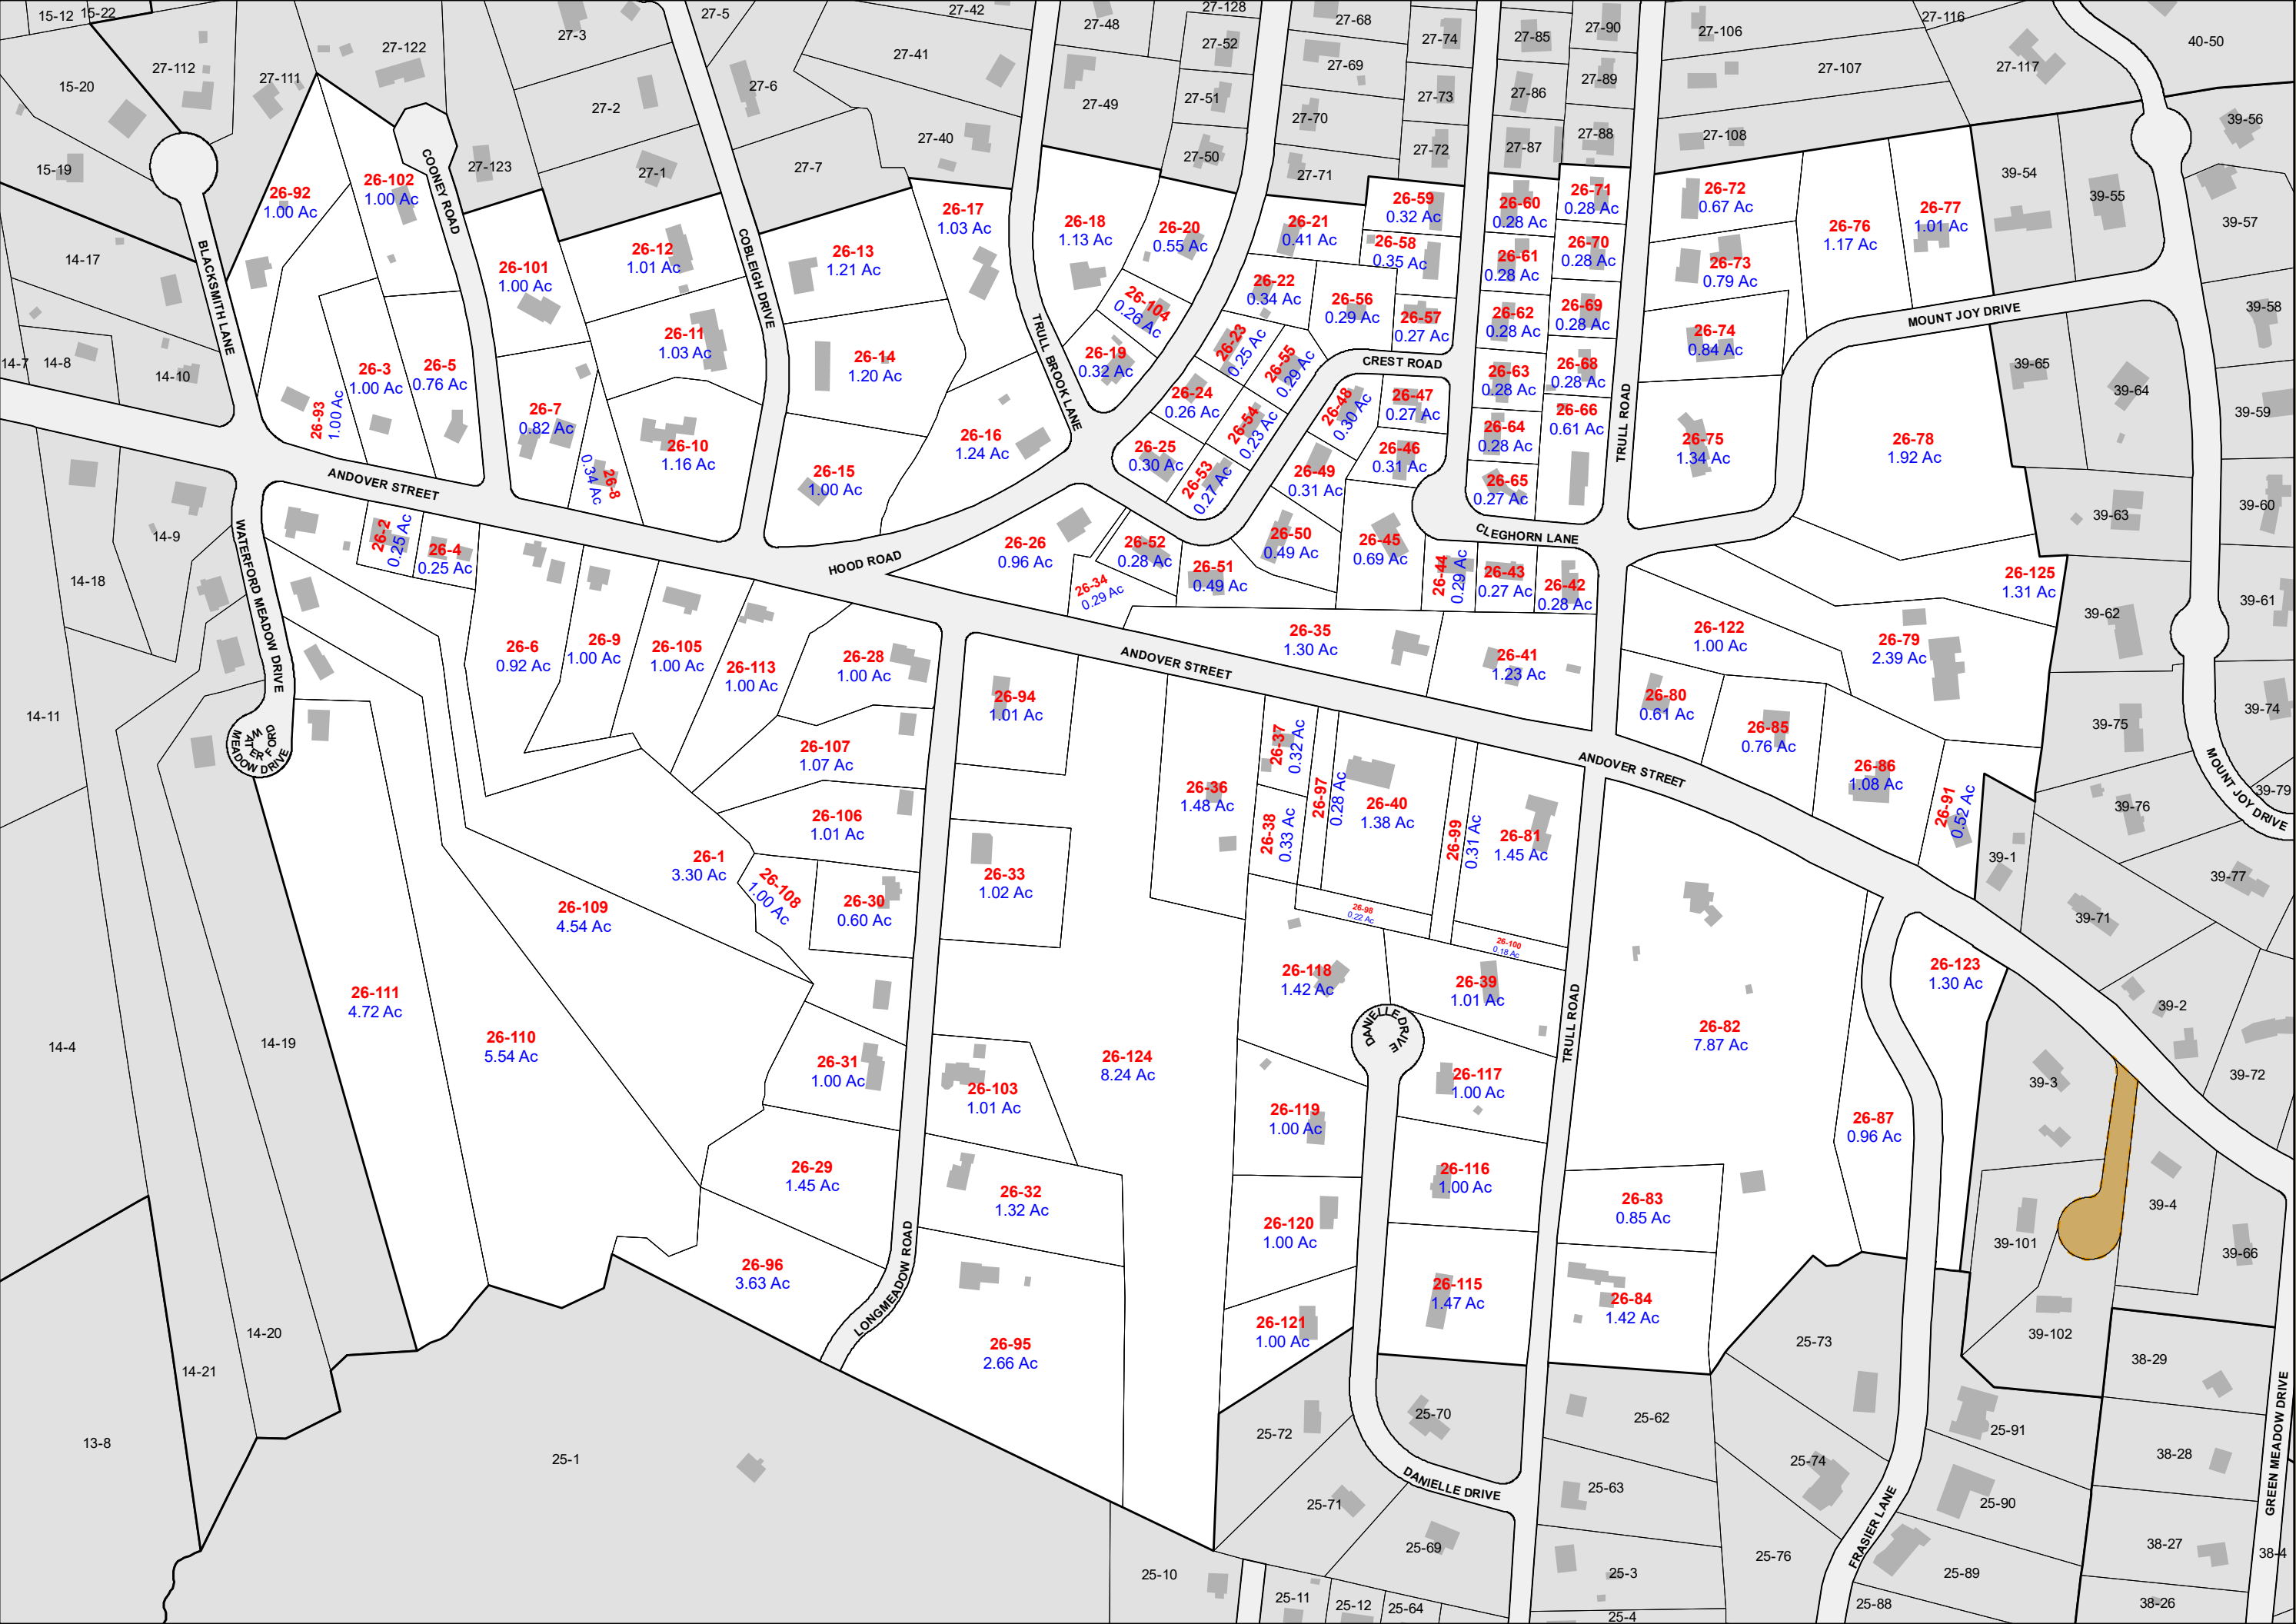 15-12
15-22
27-122
27-3
27-5
27-42
27-48
27-128
27-68
27-74
27-85
27-90
27-106
27-116
40-50
27-112
27-111
15-20
27-2
27-6
27-41
27-49
27-52
27-51
27-69
27-73
27-86
27-89
27-107
27-117
39-56
15-19
27-123
27-1
27-7
27-40
27-50
27-70
27-71
27-72
27-87
27-88
27-108
39-54
39-55
39-57
26-92
1.00 Ac
26-102
1.00 Ac
COONEY ROAD
26-17
1.03 Ac
26-18
1.13 Ac
26-20
0.55 Ac
26-21
0.41 Ac
26-59
0.32 Ac
26-60
0.28 Ac
26-71
0.28 Ac
26-72
0.67 Ac
26-76
1.17 Ac
26-77
1.01 Ac
14-17
BLACKSMITH LANE
26-101
1.00 Ac
26-12
1.01 Ac
COBLEIGH DRIVE
26-13
1.21 Ac
26-58
0.35 Ac
26-61
0.28 Ac
26-70
0.28 Ac
26-73
0.79 Ac
26-22
0.34 Ac
26-56
0.29 Ac
26-57
0.27 Ac
26-62
0.28 Ac
26-69
0.28 Ac
MOUNT JOY DRIVE
39-58
26-104
0.26 Ac
26-11
1.03 Ac
26-14
1.20 Ac
TRULL BROOK LANE
26-19
0.32 Ac
26-23
0.25 Ac
26-55
0.29 Ac
CREST ROAD
26-63
0.28 Ac
26-68
0.28 Ac
26-74
0.84 Ac
39-65
39-64
39-59
14-7
14-8
14-10
26-93
1.00 Ac
26-3
1.00 Ac
26-5
0.76 Ac
26-7
0.82 Ac
26-8
0.34 Ac
26-10
1.16 Ac
26-15
1.00 Ac
26-16
1.24 Ac
26-24
0.26 Ac
26-54
0.23 Ac
26-48
0.30 Ac
26-47
0.27 Ac
26-64
0.28 Ac
26-66
0.61 Ac
TRULL ROAD
26-75
1.34 Ac
26-78
1.92 Ac
26-25
0.30 Ac
26-53
0.27 Ac
26-49
0.31 Ac
26-46
0.31 Ac
26-65
0.27 Ac
39-63
39-60
ANDOVER STREET
14-9
14-18
WATERFORD MEADOW DRIVE
26-2
0.25 Ac
26-4
0.25 Ac
HOOD ROAD
26-26
0.96 Ac
26-34
0.29 Ac
26-52
0.28 Ac
26-51
0.49 Ac
26-50
0.49 Ac
26-45
0.69 Ac
CLEGHORN LANE
26-44
0.29 Ac
26-43
0.27 Ac
26-42
0.28 Ac
26-125
1.31 Ac
39-62
39-61
26-6
0.92 Ac
26-9
1.00 Ac
26-105
1.00 Ac
26-113
1.00 Ac
26-28
1.00 Ac
ANDOVER STREET
26-35
1.30 Ac
26-41
1.23 Ac
26-122
1.00 Ac
26-79
2.39 Ac
14-11
WATERFORD
MEADOW DRIVE
26-94
1.01 Ac
26-107
1.07 Ac
26-106
1.01 Ac
26-36
1.48 Ac
26-37
0.32 Ac
26-38
0.33 Ac
26-97
0.28 Ac
26-40
1.38 Ac
26-99
0.31 Ac
26-81
1.45 Ac
ANDOVER STREET
26-80
0.61 Ac
26-85
0.76 Ac
26-86
1.08 Ac
26-91
0.52 Ac
39-75
39-74
MOUNT JOY DRIVE
39-79
39-76
39-1
39-77
39-71
26-1
3.30 Ac
26-108
1.00 Ac
26-30
0.60 Ac
26-33
1.02 Ac
26-98
0.22 Ac
26-100
0.18 Ac
26-109
4.54 Ac
26-111
4.72 Ac
26-110
5.54 Ac
14-19
14-4
26-31
1.00 Ac
26-103
1.01 Ac
26-124
8.24 Ac
26-118
1.42 Ac
DANIELLE DRIVE
26-39
1.01 Ac
TRULL ROAD
26-82
7.87 Ac
26-123
1.30 Ac
39-2
39-72
39-3
26-119
1.00 Ac
26-117
1.00 Ac
26-87
0.96 Ac
26-29
1.45 Ac
26-32
1.32 Ac
26-116
1.00 Ac
26-83
0.85 Ac
39-4
39-101
39-66
26-96
3.63 Ac
LONGMEADOW ROAD
26-120
1.00 Ac
26-115
1.47 Ac
26-84
1.42 Ac
26-121
1.00 Ac
26-95
2.66 Ac
14-20
14-21
25-73
39-102
38-29
13-8
25-1
25-72
25-70
25-62
25-91
38-28
GREEN MEADOW DRIVE
DANIELLE DRIVE
25-71
25-63
25-74
25-90
FRASIER LANE
25-69
25-76
38-27
38-4
25-10
25-3
25-89
25-11
25-12
25-64
25-4
25-88
38-26